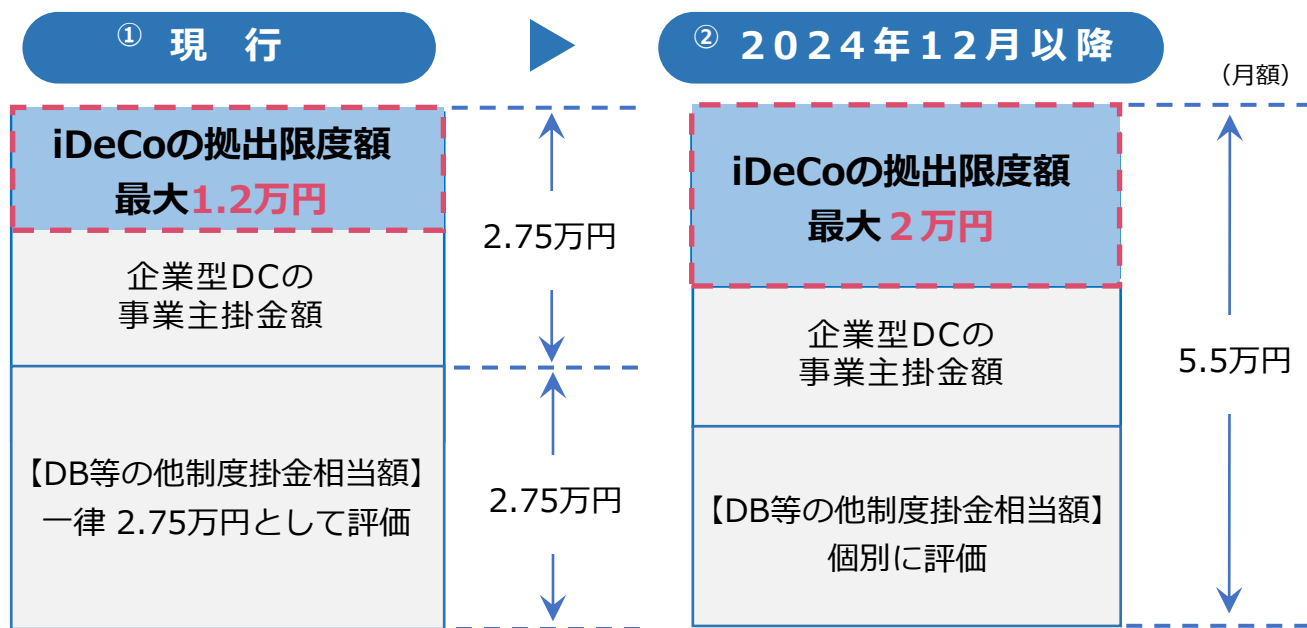 ① 現 行
② 2024年12月以降
（月額）
iDeCoの拠出限度額
最大1.2万円
企業型DCの
事業主掛金額
【DB等の他制度掛金相当額】
一律 2.75万円として評価
2.75万円
2.75万円
iDeCoの拠出限度額
最大２万円
企業型DCの
事業主掛金額
【DB等の他制度掛金相当額】
個別に評価
5.5万円